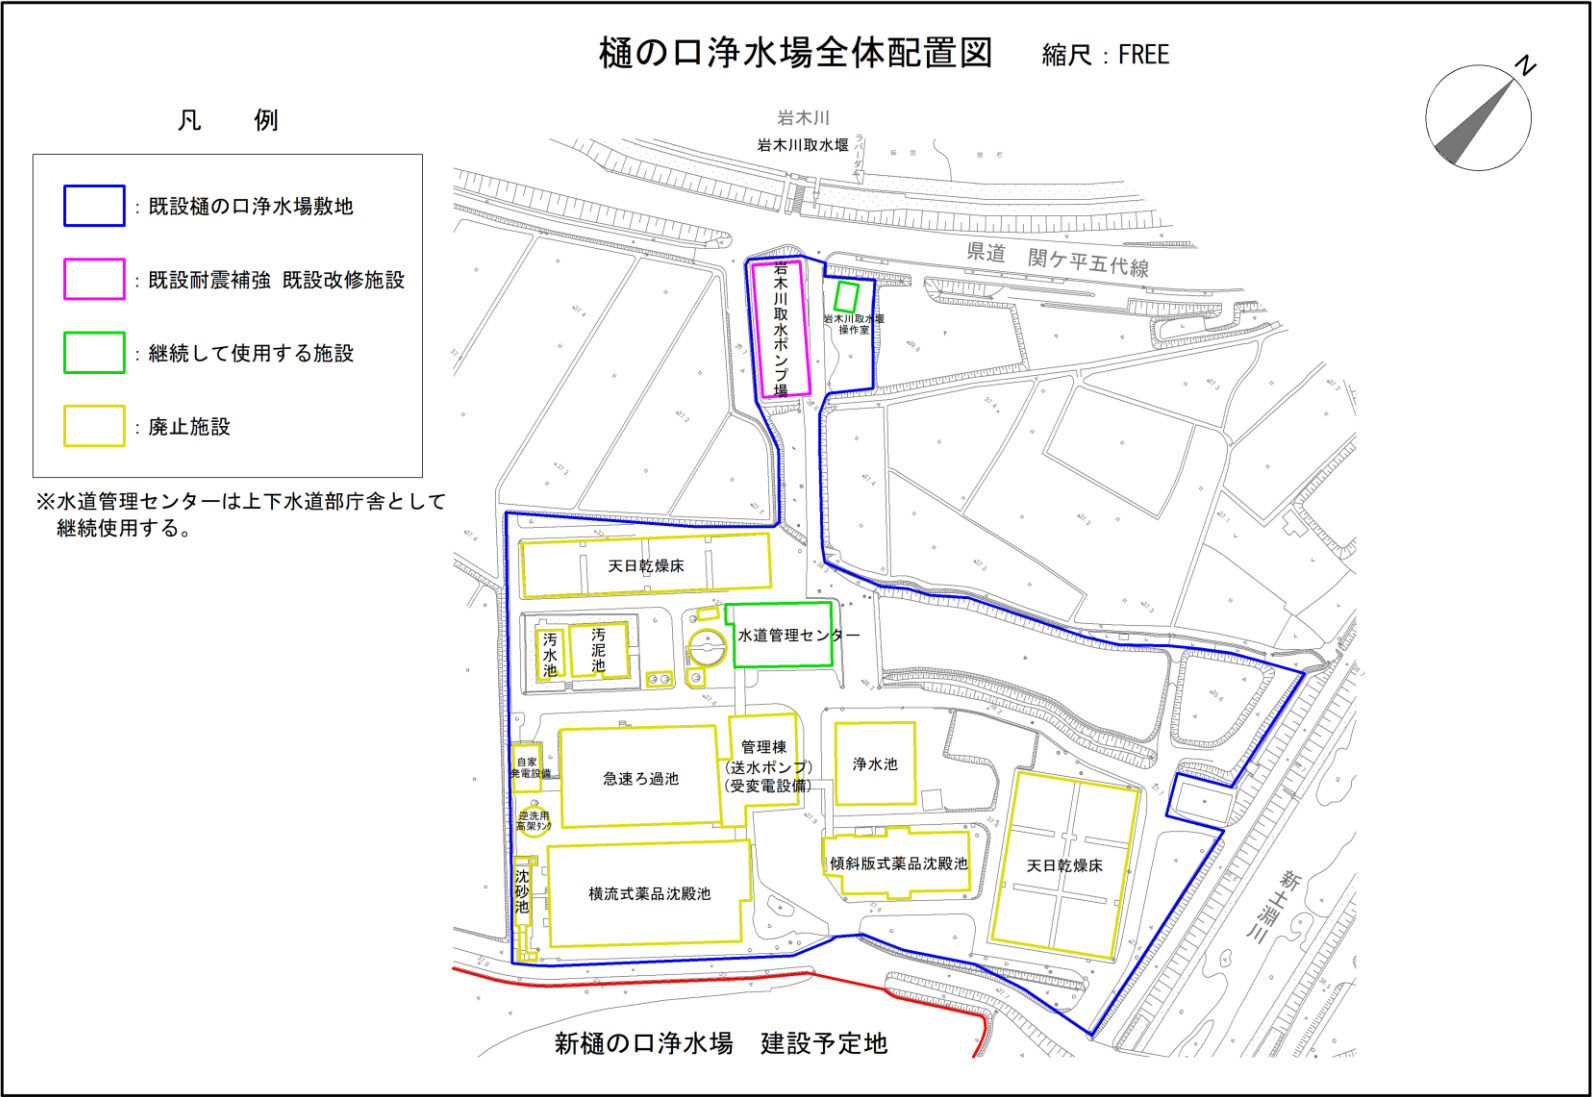 樋の口浄水場全体配置図 縮尺：FREE
N
凡 例
：既設樋の口浄水場敷地
：既設耐震補強 既設改修施設
：継続して使用する施設
：廃止施設
※水道管理センターは上下水道部庁舎として
継続使用する。
岩木川
岩木川取水堰
ラバーダム
県道 関ケ平五代線
岩木川取水ポンプ場
岩木川取水堰
操作室
天日乾燥床
汚水池
汚泥池
水道管理センター
自家
発電設備
急速ろ過池
管理棟
(送水ポンプ)
(受変電設備)
浄水池
逆洗用
高架ﾀﾝｸ
沈砂池
横流式薬品沈殿池
傾斜版式薬品沈殿池
天日乾燥床
新土淵川
新樋の口浄水場 建設予定地